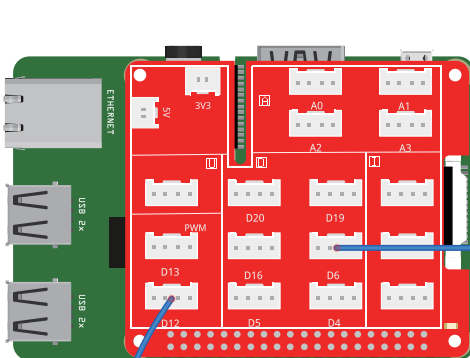 ETHERNET
5V
3V3
A
A0
A1
A2
A3
D
D
I
PWM
D20
D19
D13
D16
D6
D12
D5
D4
USB 2x
USB 2x